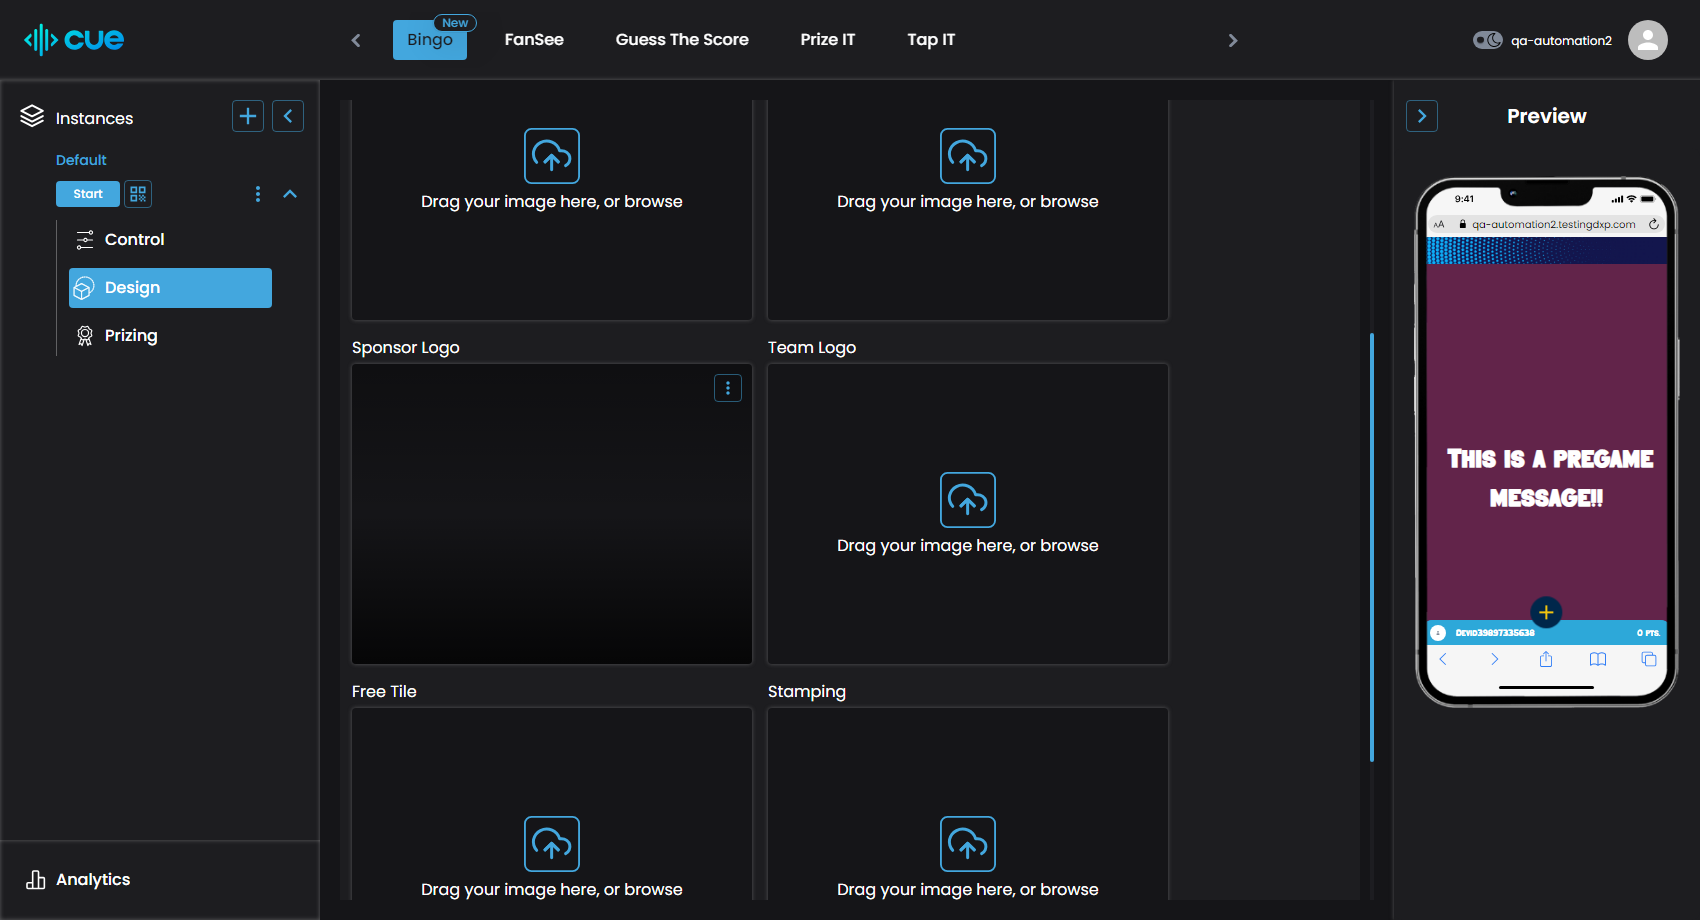 cue
Bingo
New
FanSee
Guess The Score
Prize IT
Tap IT
qa-automation2
Instances
Default
Start
Control
Design
Prizing
Analytics
Drag your image here, or browse
Drag your image here, or browse
Sponsor Logo
Team Logo
Drag your image here, or browse
Free Tile
Stamping
Drag your image here, or browse
Drag your image here, or browse
Preview
9:41
AA
qa-automation2.testingdxp.com
THIS IS A PREGAME
MESSAGE!!
DEVID39897335638
0 PTS.